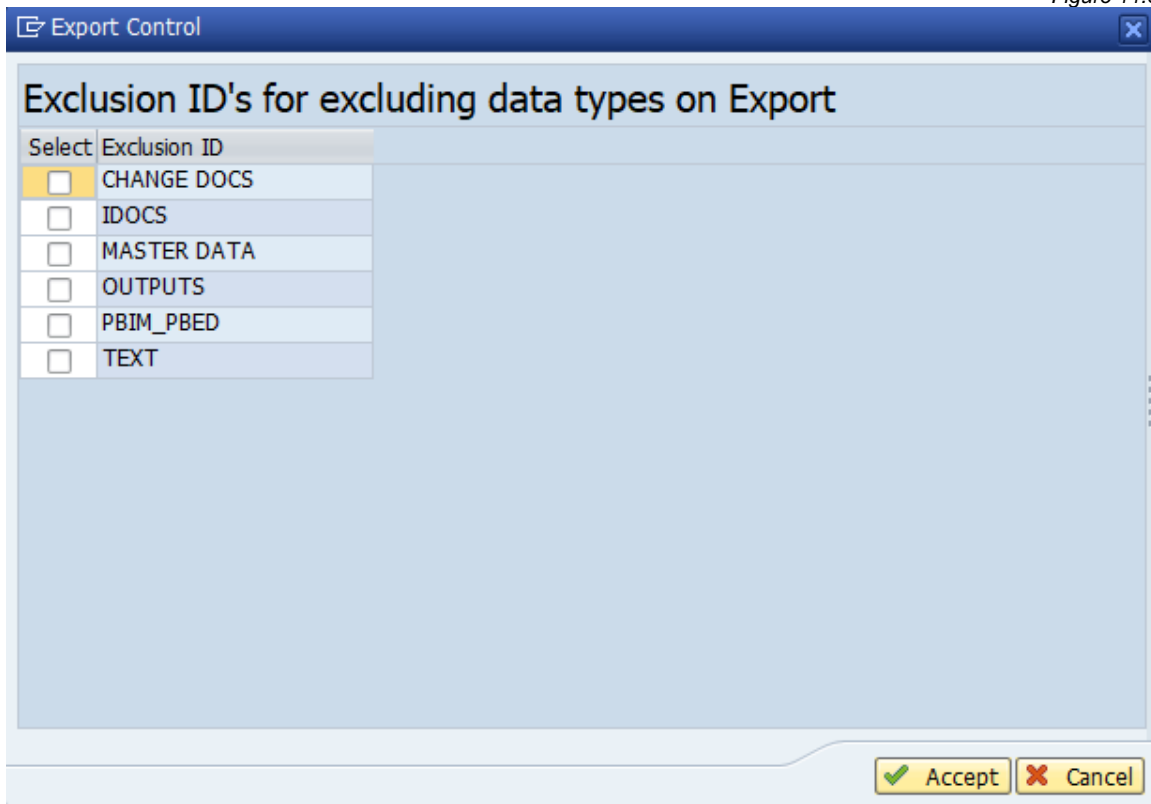 Export Control
Exclusion ID's for excluding data types on Export
Select Exclusion ID
CHANGE DOCS
IDOCS
MASTER DATA
OUTPUTS
PBIM_PBED
TEXT
Accept Cancel